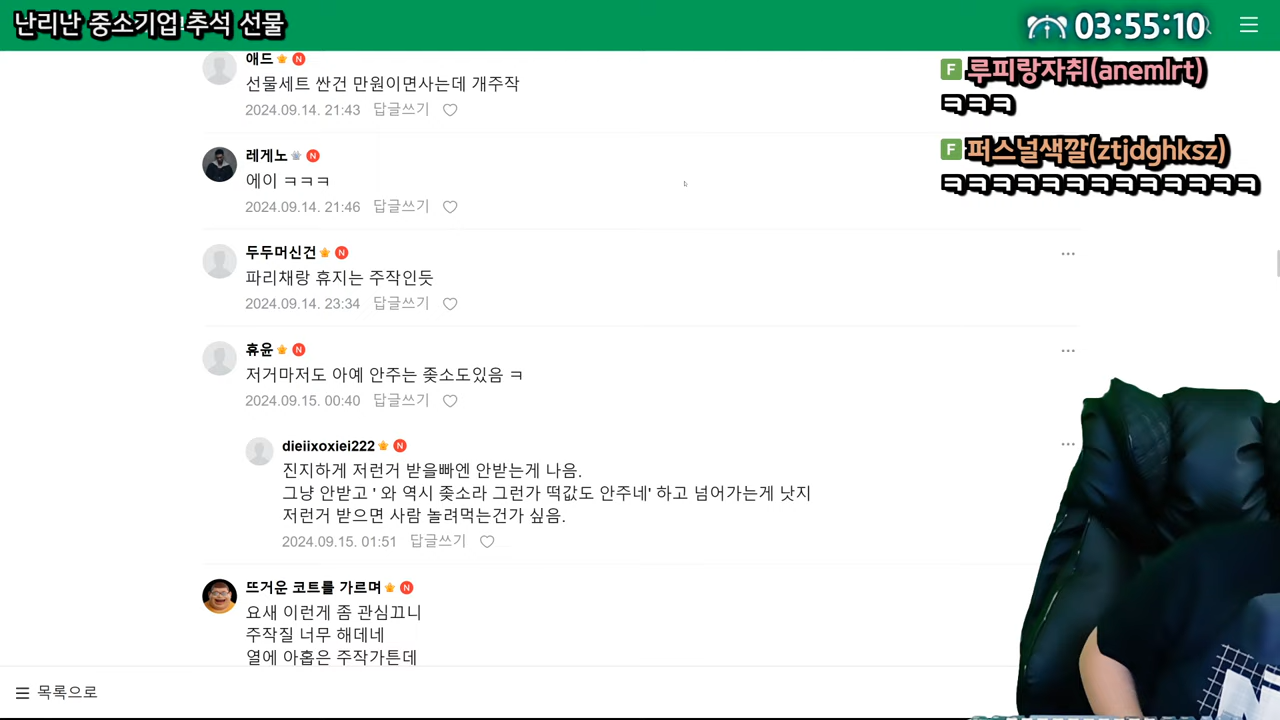 난리난 중소기업!추석 선물
03:55:10
애드 N
선물세트 싼건 만원이면사는데 개주작
2024.09.14. 21:43 답글쓰기
F 루피랑자취(anemlrt)
ㅋㅋㅋ
F 퍼스널색깔(ztjdghksz)
ㅋㅋㅋㅋㅋㅋㅋㅋㅋㅋㅋㅋㅋ
레게노 N
에이 ㅋㅋㅋ
2024.09.14. 21:46 답글쓰기
두두머신건 N
파리채랑 휴지는 주작인듯
2024.09.14. 23:34 답글쓰기
휴윤 N
저거마저도 아예 안주는 좆소도있음 ㅋ
2024.09.15. 00:40 답글쓰기
dieiixoxiei222 N
진지하게 저런거 받을빠엔 안받는게 나음.
그냥 안받고 ' 와 역시 좆소라 그런가 떡값도 안주네' 하고 넘어가는게 낫지
저런거 받으면 사람 놀려먹는건가 싶음.
2024.09.15. 01:51 답글쓰기
뜨거운 코트를 가르며 N
요새 이런게 좀 관심끄니
주작질 너무 해데네
열에 아홉은 주작가튼데
목록으로